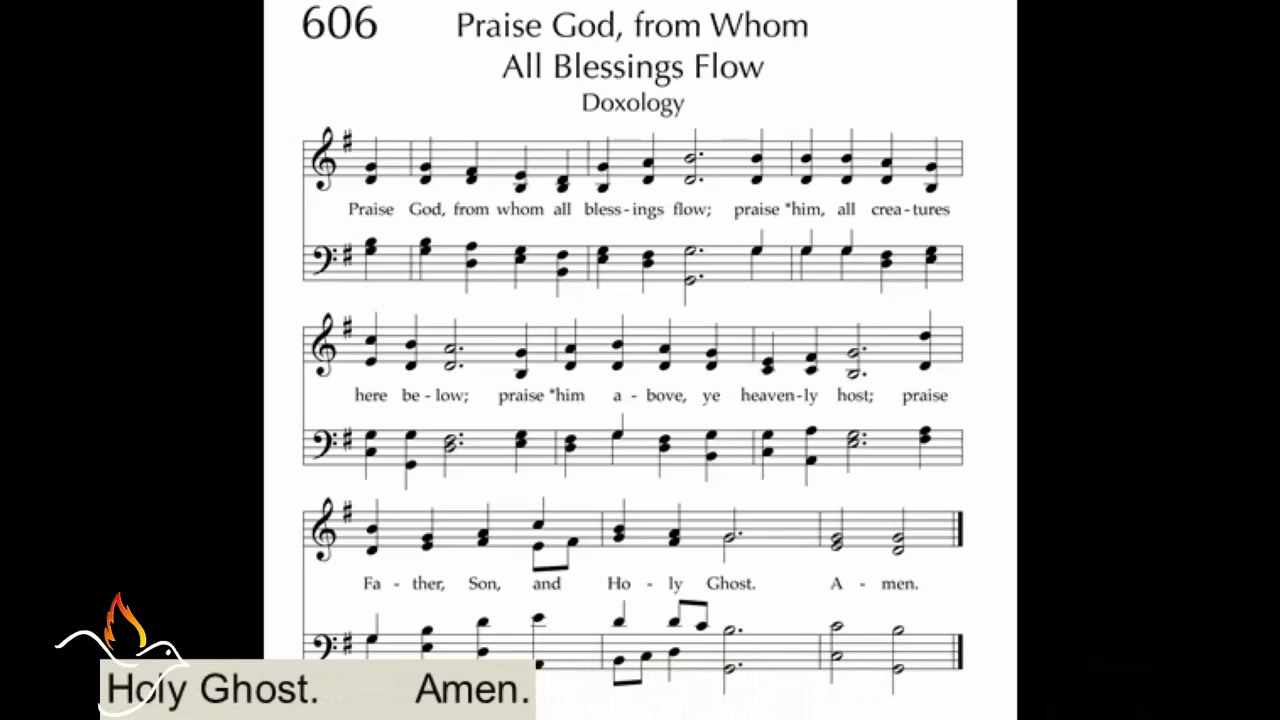 606
Praise God, from Whom
All Blessings Flow
Doxology
Praise God, from whom all bless - ings flow; praise *him, all crea - tures
here be - low; praise *him a - bove, ye heaven - ly host; praise
Fa - ther, Son, and Ho - ly Ghost. A - men.
Holy Ghost. Amen.